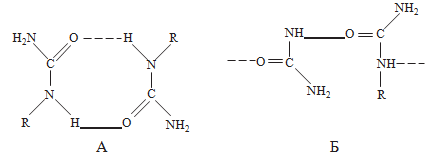 H₂N O H R
C N
N C
R H O NH₂
А
NH O C NH₂
O C NH
NH₂ R
Б